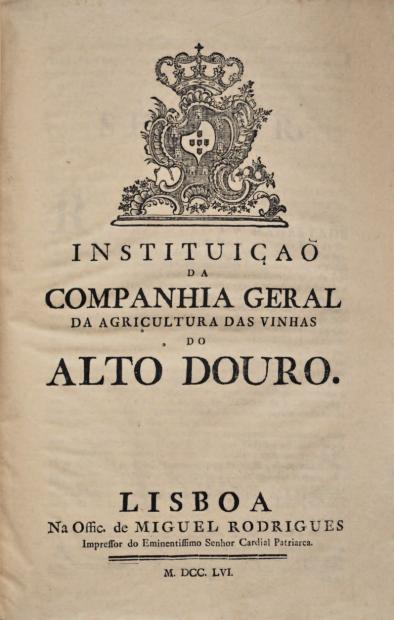 INSTITUIÇAÕ
DA
COMPANHIA GERAL
DA AGRICULTURA DAS VINHAS
DO
ALTO DOURO.
LISBOA
Na Offic. de MIGUEL RODRIGUES
Impreſſor do Eminentiſſimo Senhor Cardial Patriarca.
M. DCC. LVI.